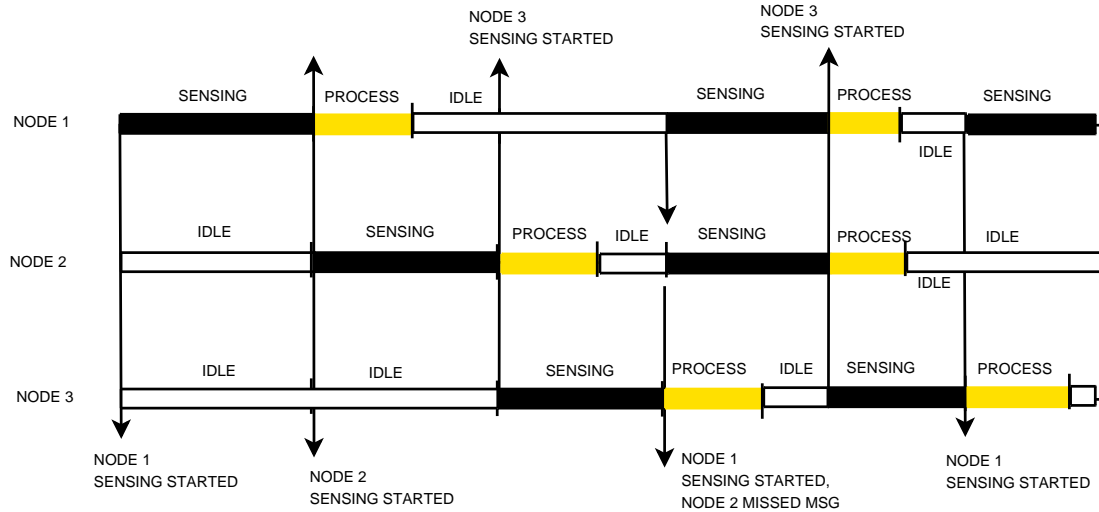 NODE 3
SENSING STARTED
NODE 3
SENSING STARTED
SENSING PROCESS IDLE SENSING PROCESS SENSING
NODE 1
IDLE
IDLE SENSING PROCESS IDLE SENSING PROCESS IDLE
NODE 2
IDLE
IDLE IDLE SENSING PROCESS IDLE SENSING PROCESS
NODE 3
NODE 1
SENSING STARTED
NODE 2
SENSING STARTED
NODE 1
SENSING STARTED,
NODE 2 MISSED MSG
NODE 1
SENSING STARTED